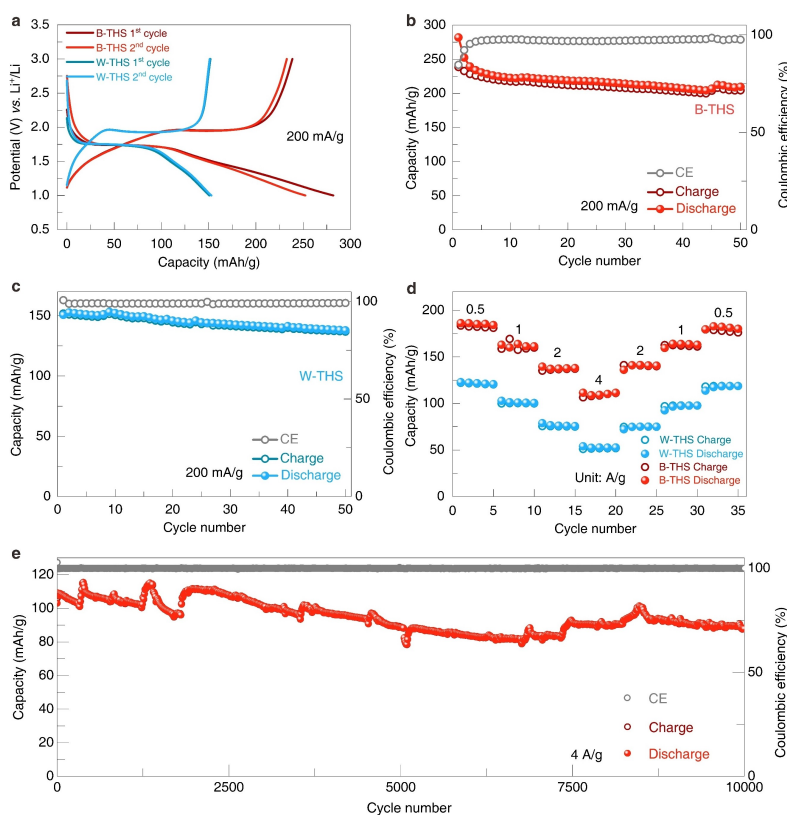 a
3.5
3.0
2.5
2.0
1.5
1.0
0.5
Potential (V) vs. Li⁺/Li
B-THS 1st cycle
B-THS 2nd cycle
W-THS 1st cycle
W-THS 2nd cycle
200 mA/g
0 50 100 150 200 250 300
Capacity (mAh/g)
b
300
250
200
150
100
50
0
Capacity (mAh/g)
100
50
0
Coulombic efficiency (%)
B-THS
CE
Charge
Discharge
200 mA/g
0 10 20 30 40 50
Cycle number
c
150
100
50
0
Capacity (mAh/g)
100
50
0
Coulombic efficiency (%)
W-THS
CE
Charge
Discharge
200 mA/g
0 10 20 30 40 50
Cycle number
d
200
150
100
50
0
Capacity (mAh/g)
0.5
1
2
4
2
1
0.5
W-THS Charge
W-THS Discharge
B-THS Charge
B-THS Discharge
Unit: A/g
0 5 10 15 20 25 30 35
Cycle number
e
120
100
80
60
40
20
0
Capacity (mAh/g)
100
50
0
Coulombic efficiency (%)
CE
Charge
Discharge
4 A/g
0 2500 5000 7500 10000
Cycle number